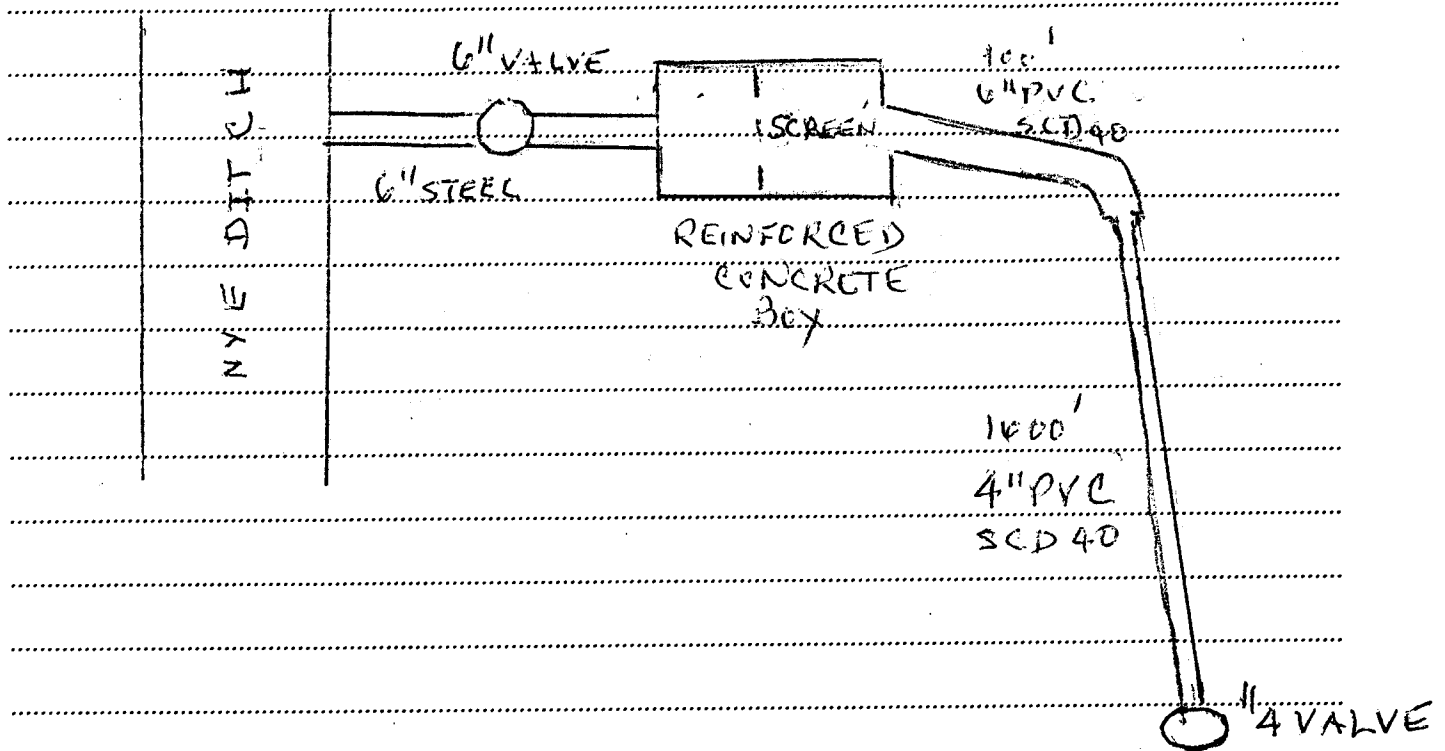 NYE DITCH
6" VALVE
6" STEEL
SCREEN
REINFORCED
CONCRETE
BOX
100'
6" PVC
SCD 40
4" PVC
SCD 40
"4 VALVE